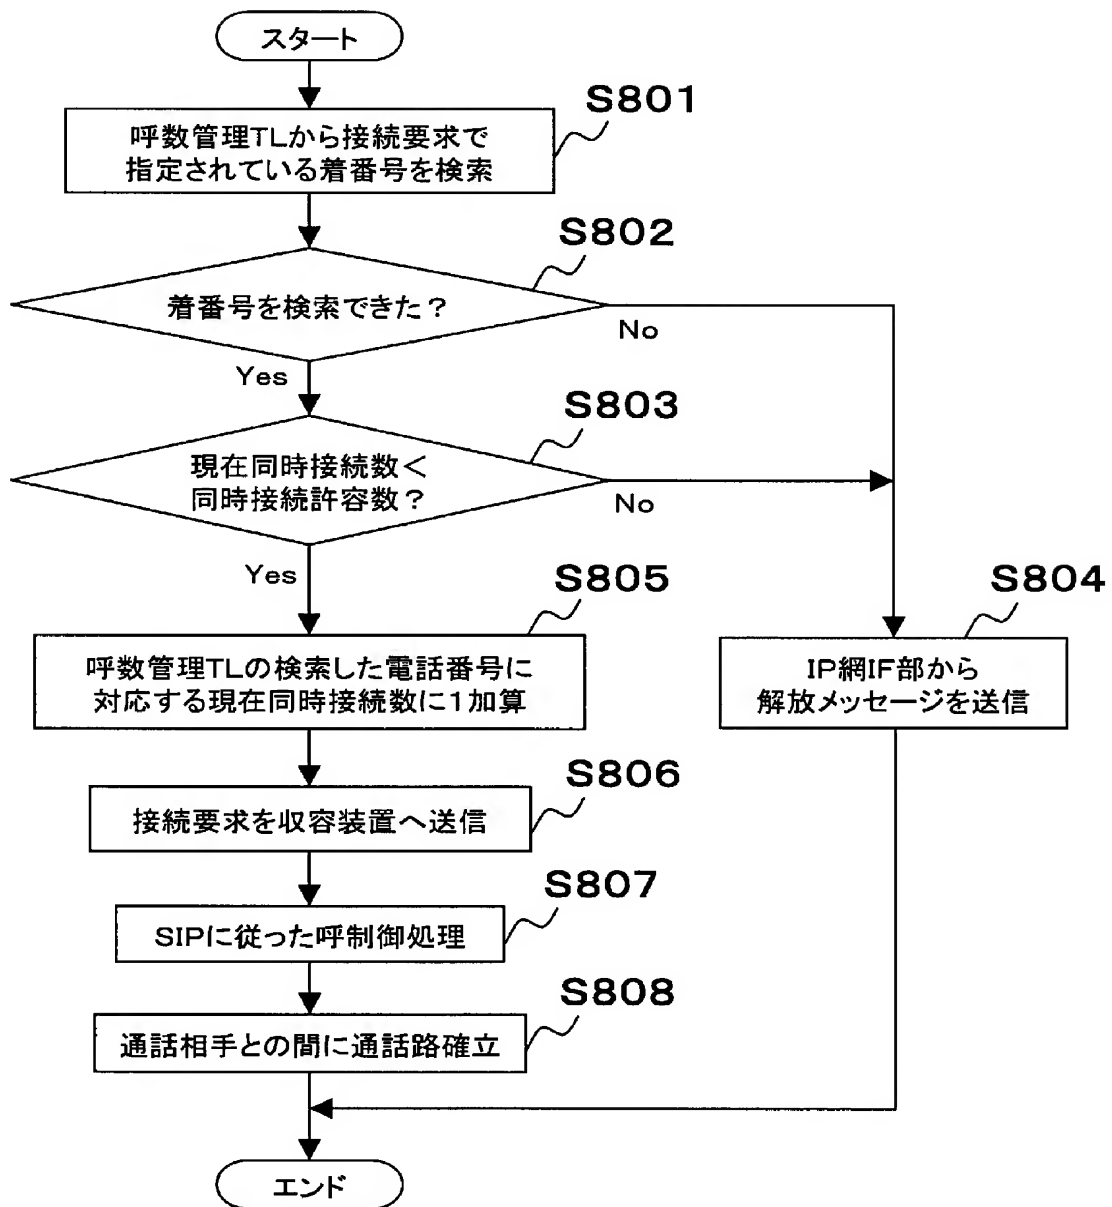 スタート
S801
呼数管理TLから接続要求で
指定されている着番号を検索
S802
着番号を検索できた？
No
Yes
S803
現在同時接続数＜
同時接続許容数？
No
Yes
S805
S804
呼数管理TLの検索した電話番号に
対応する現在同時接続数に1加算
IP網IF部から
解放メッセージを送信
S806
接続要求を収容装置へ送信
S807
SIPに従った呼制御処理
S808
通話相手との間に通話路確立
エンド